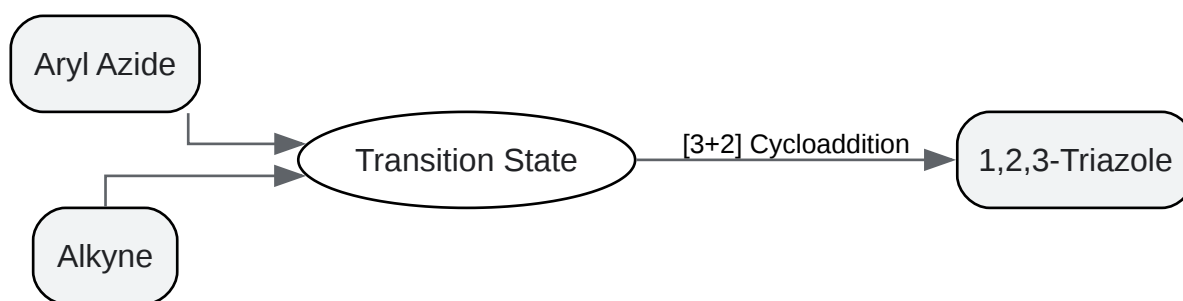 Aryl Azide
Transition State
[3+2] Cycloaddition
1,2,3-Triazole
Alkyne